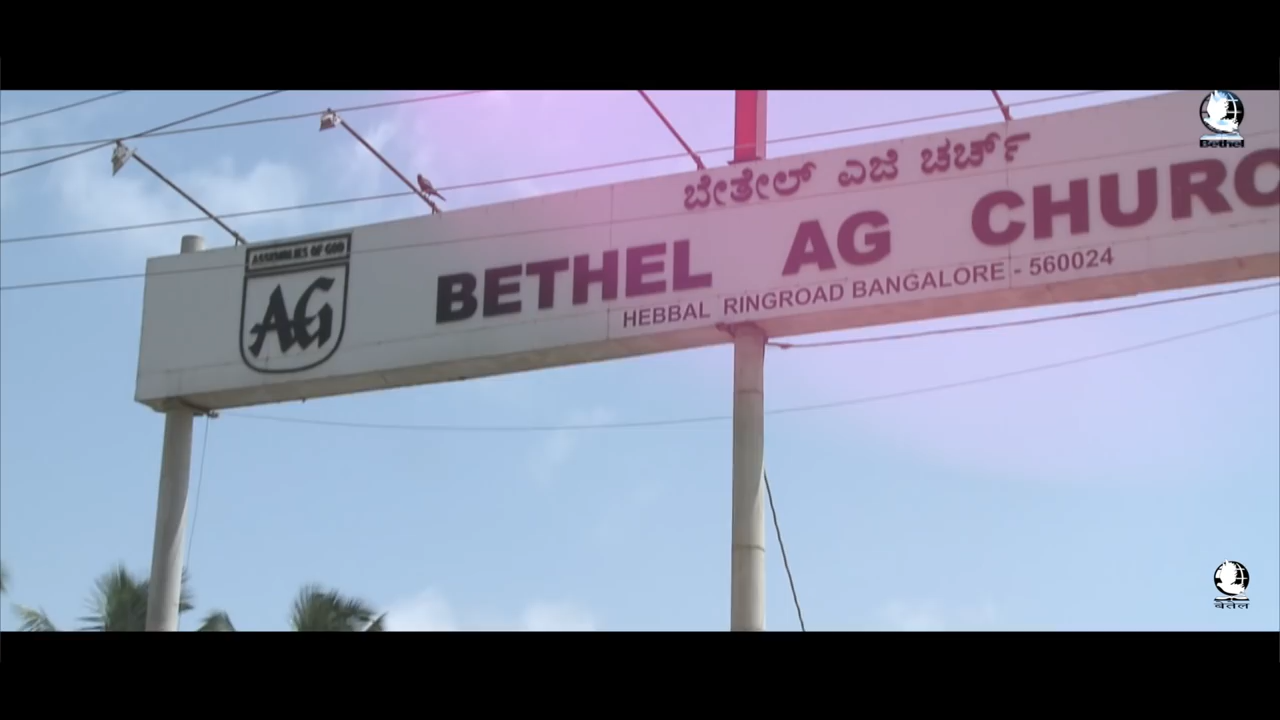 Bethel
ಬೇತೇಲ್ ಎಜಿ ಚರ್ಚ್
ASSEMBLIES OF GOD
AG
BETHEL AG CHURC
HEBBAL RINGROAD BANGALORE - 560024
बेतेल